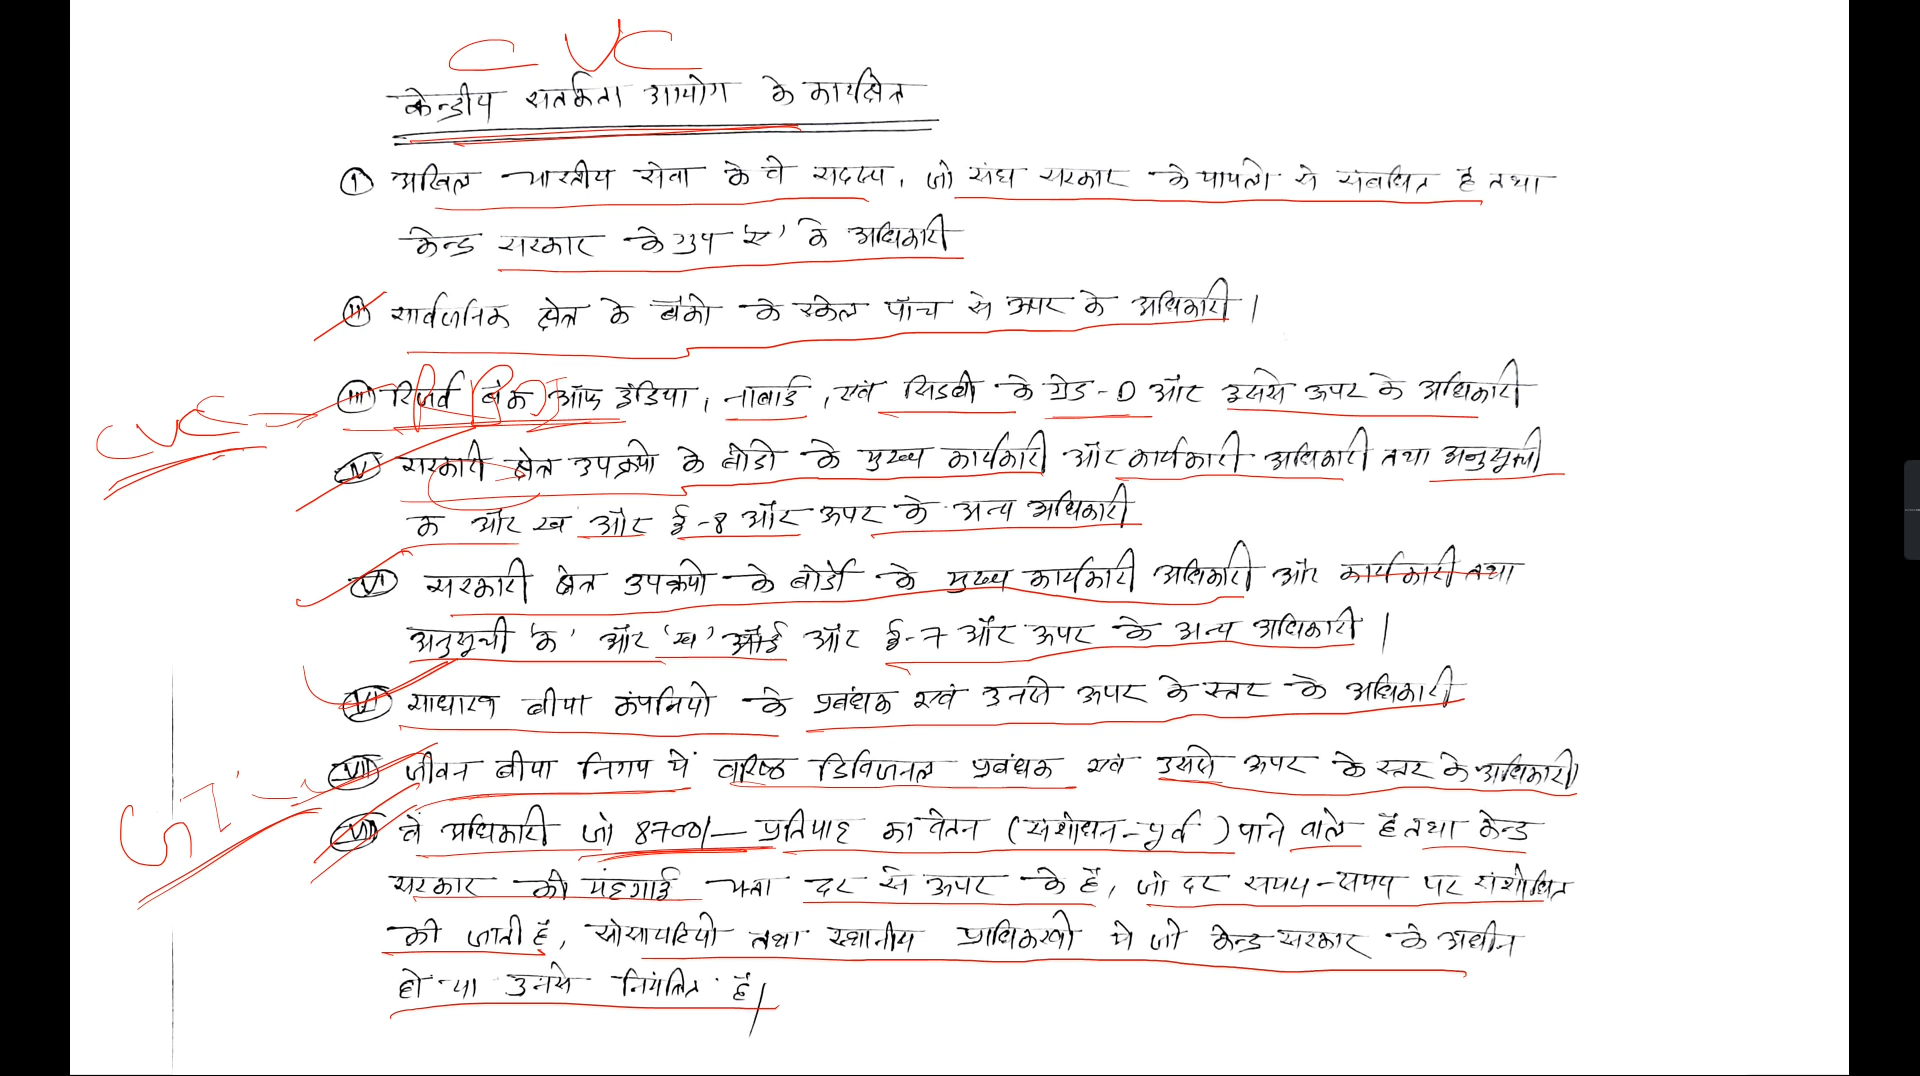 CVC
केन्द्रीय सतर्कता आयोग के कार्यक्षेत्र
(i) अखिल भारतीय सेवा के वे सदस्य, जो संघ सरकार के मामलो से संबंधित है तथा
केन्द्र सरकार के ग्रुप 'ए' के अधिकारी
(ii) सार्वजनिक क्षेत्र के बैंको के स्केल पाँच से ऊपर के अधिकारी।
CVC (iii) रिजर्व बैंक ऑफ इंडिया, नाबार्ड, एवं सिडबी के ग्रेड-D और इससे ऊपर के अधिकारी RBI
(iv) सरकारी क्षेत्र उपक्रमो के बोर्डो के मुख्य कार्यकारी और कार्यकारी अधिकारी तथा अनुसूची
क और ख और ई-8 और ऊपर के अन्य अधिकारी
(vi) सरकारी क्षेत्र उपक्रमो के बोर्डो के मुख्य कार्यकारी अधिकारी और कार्यकारी तथा
अनुसूची 'क' और 'ख' और ई-7 और ऊपर के अन्य अधिकारी।
साधारण बीमा कंपनियो के प्रबंधक एवं उनसे ऊपर के स्तर के अधिकारी
(vii) जीवन बीमा निगम में वरिष्ठ डिविजनल प्रबंधक एवं उससे ऊपर के स्तर के अधिकारी
वे अधिकारी जो 8700/- प्रतिमाह का वेतन (संशोधन-पूर्व) पाने वाले हैं तथा केन्द्र
सरकार की मंहगाई भत्ता दर से ऊपर के हैं, जो दर समय-समय पर संशोधित
की जाती है, सोसायटियो तथा स्थानीय प्राधिकरणो मे जो केन्द्र सरकार के अधीन
हो या उनसे नियंत्रित है।